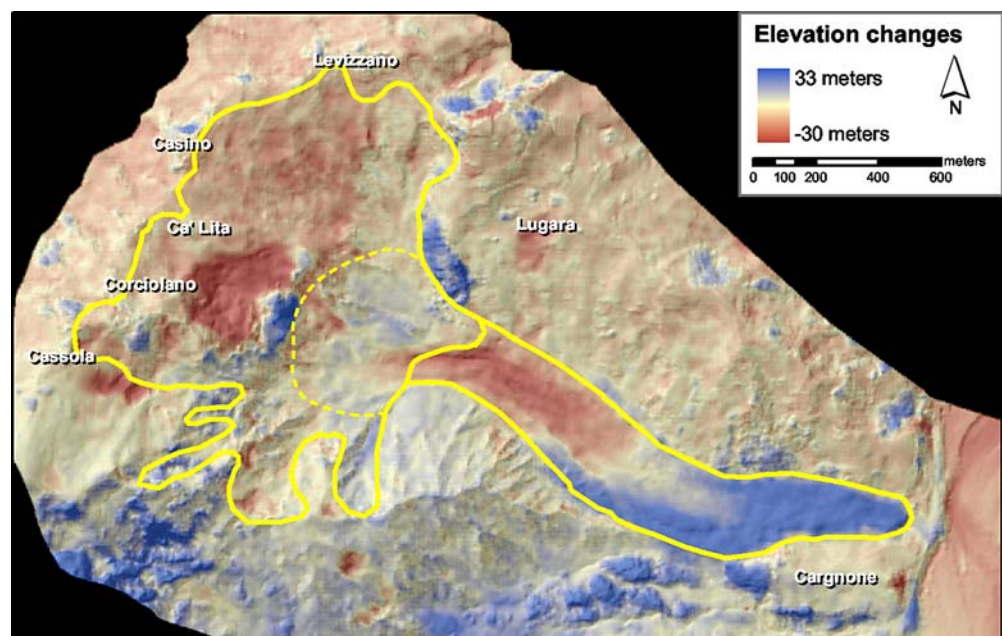 Elevation changes
33 meters
-30 meters
N
meters
0 100 200 400 600
Levizzano
Casino
Ca' Lita
Lugara
Corciolano
Cassola
Cargnone